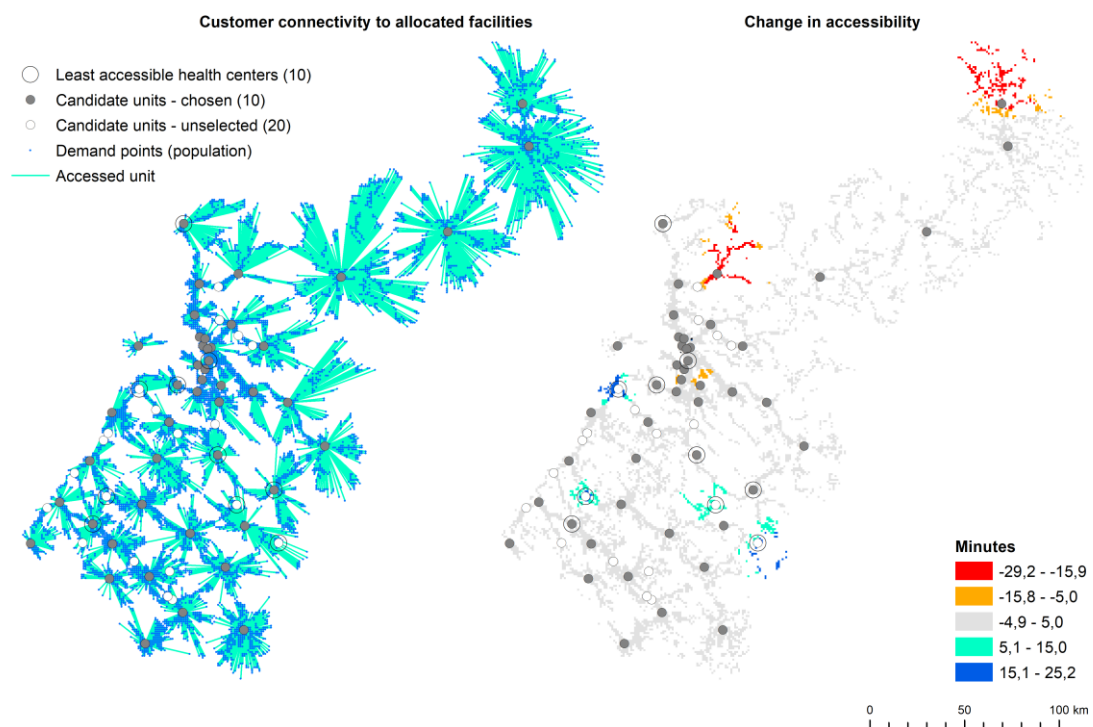 Customer connectivity to allocated facilities
Change in accessibility
Least accessible health centers (10)
Candidate units - chosen (10)
Candidate units - unselected (20)
Demand points (population)
Accessed unit
Minutes
-29,2 - -15,9
-15,8 - -5,0
-4,9 - 5,0
5,1 - 15,0
15,1 - 25,2
0 50 100 km